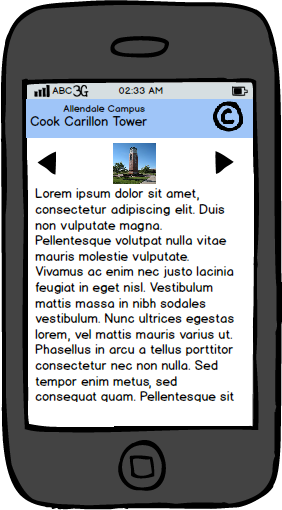 ABC 3G 02:33 AM
Allendale Campus
Cook Carillon Tower
C
Lorem ipsum dolor sit amet,
consectetur adipiscing elit. Duis
non vulputate magna.
Pellentesque volutpat nulla vitae
mauris molestie vulputate.
Vivamus ac enim nec justo lacinia
feugiat in eget nisl. Vestibulum
mattis massa in nibh sodales
vestibulum. Nunc ultrices egestas
lorem, vel mattis mauris varius ut.
Phasellus in arcu a tellus porttitor
consectetur nec non nulla. Sed
tempor enim metus, sed
consequat quam. Pellentesque sit